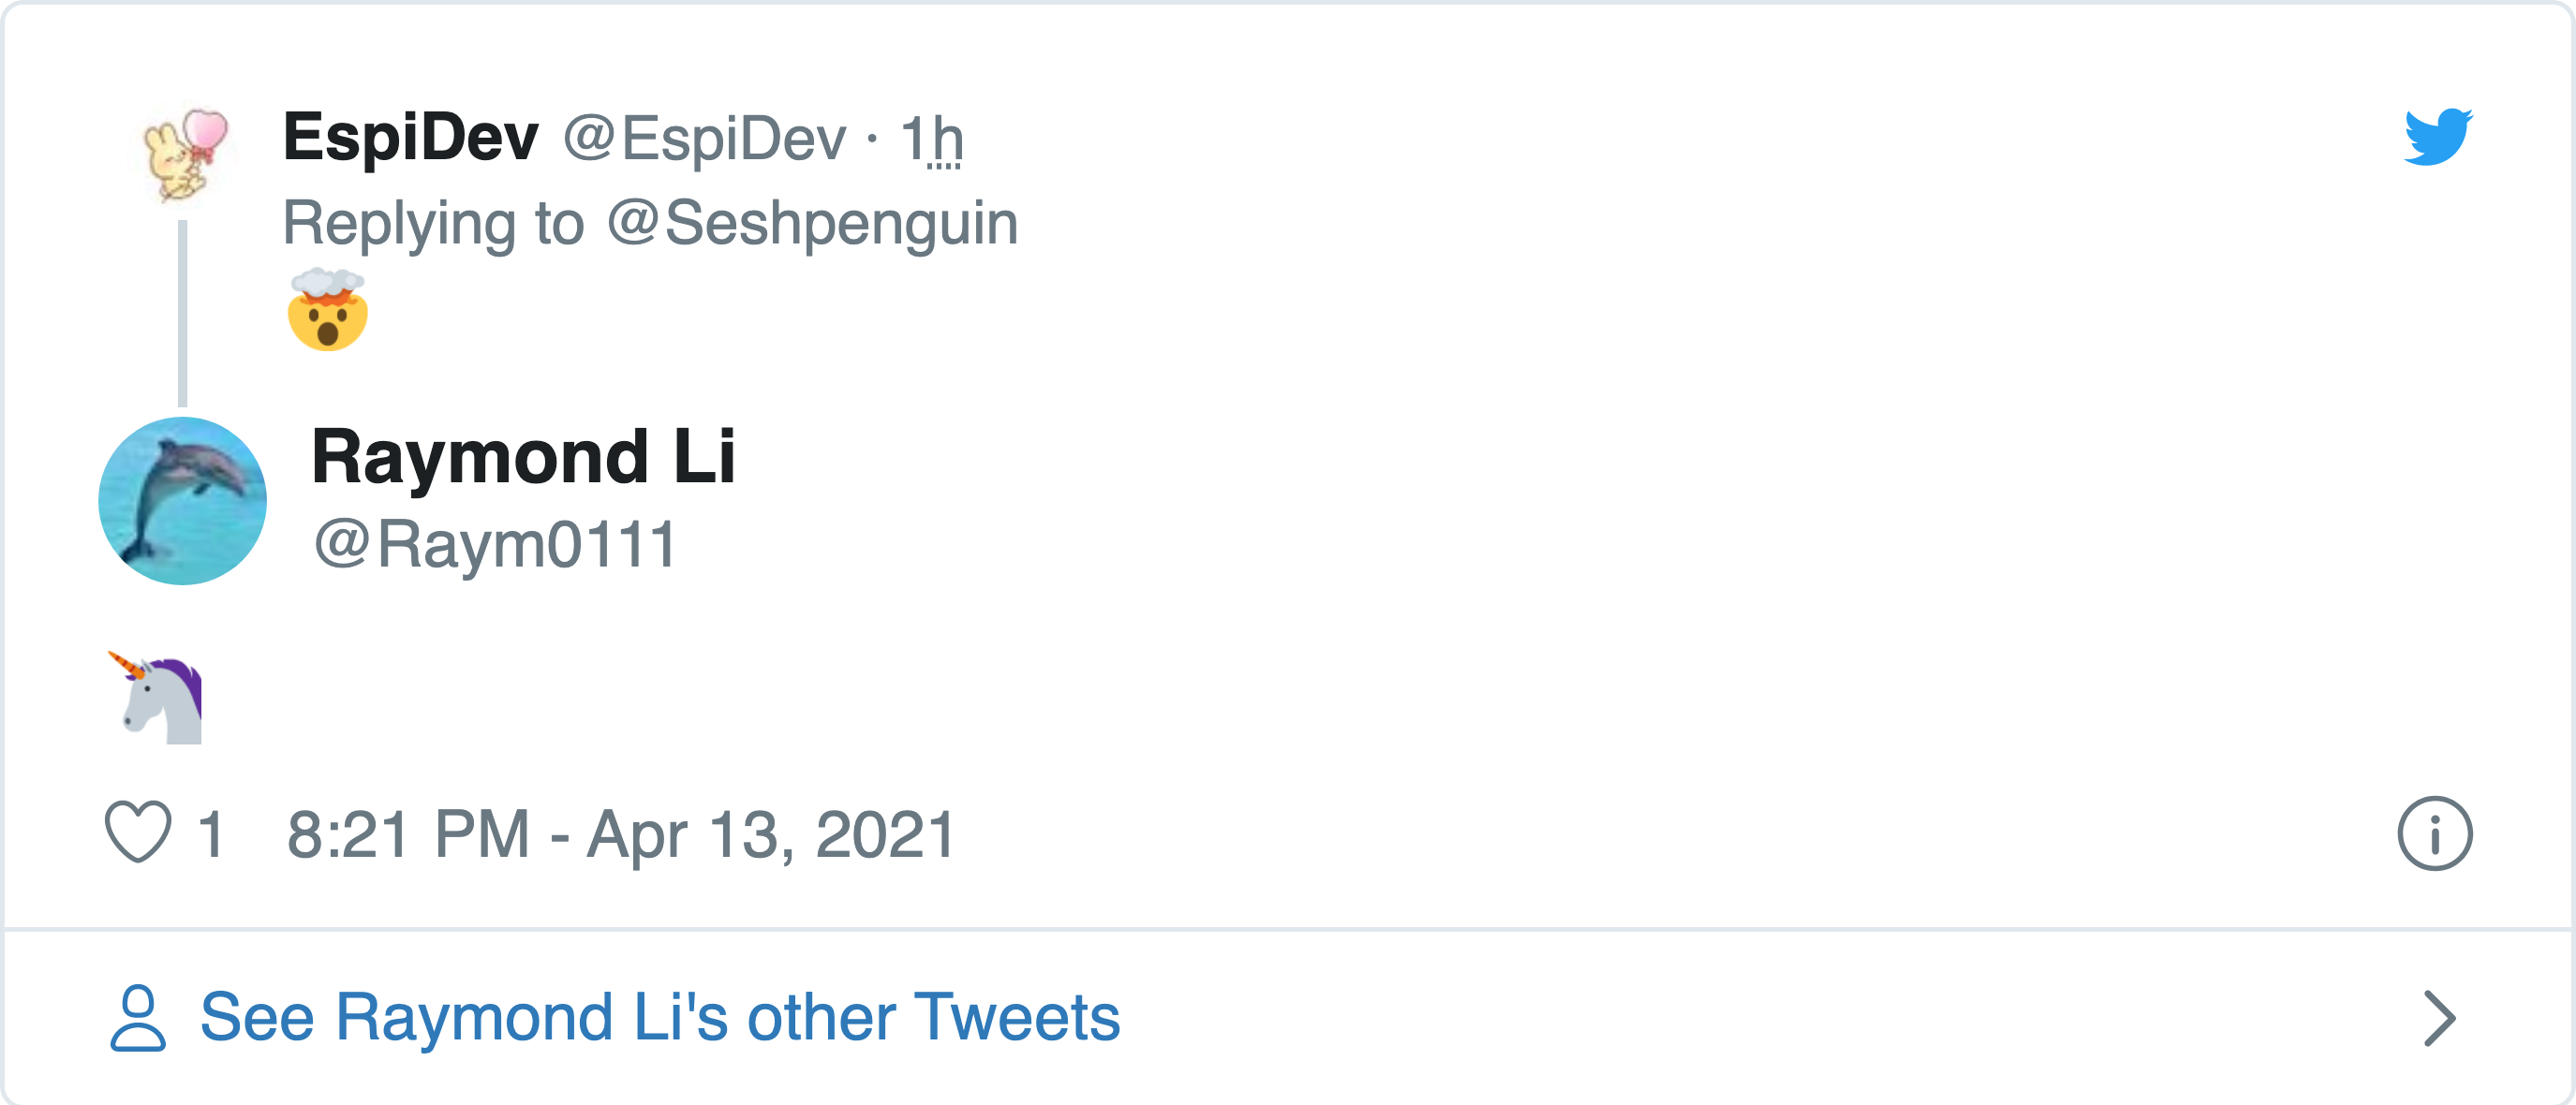 EspiDev @EspiDev · 1h
Replying to @Seshpenguin
🤯
Raymond Li
@Raym0111
🦄
1 8:21 PM - Apr 13, 2021
See Raymond Li's other Tweets